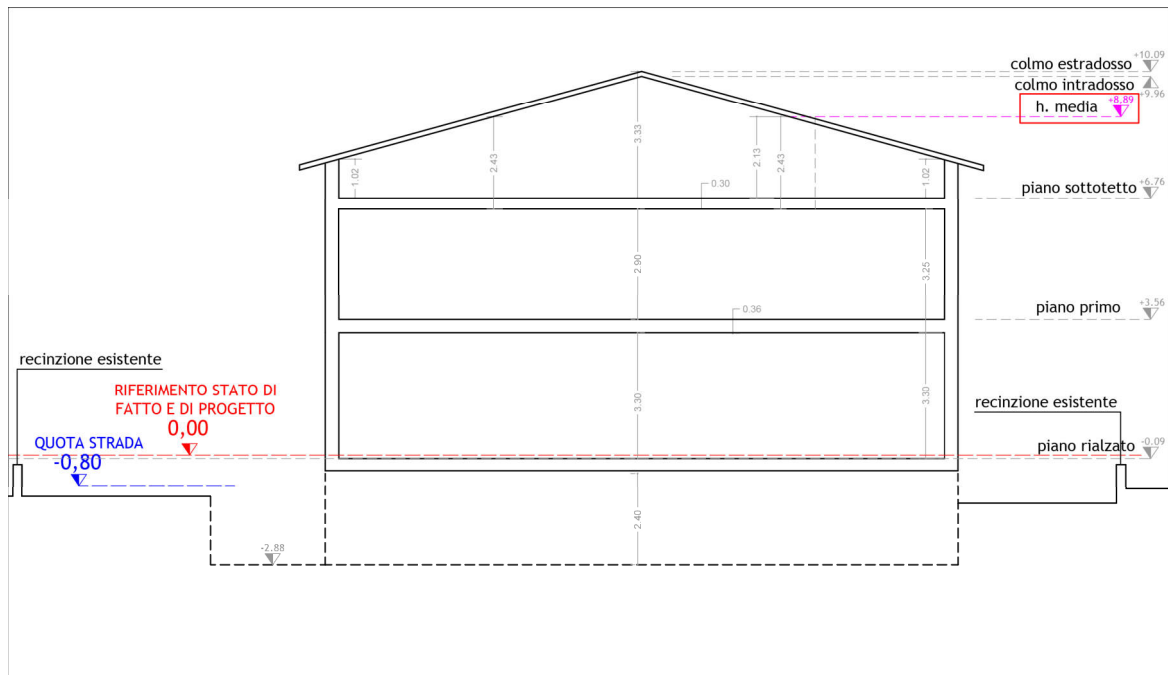 +10.09
colmo estradosso
colmo intradosso
+9.96
h. media
+8.89
3.33
2.43
2.13
2.43
1.02
1.02
0.30
+6.76
piano sottotetto
2.90
3.25
+3.56
piano primo
0.36
recinzione esistente
RIFERIMENTO STATO DI
FATTO E DI PROGETTO
0,00
3.30
3.30
recinzione esistente
QUOTA STRADA
-0,80
piano rialzato
-0.09
2.40
-2.88